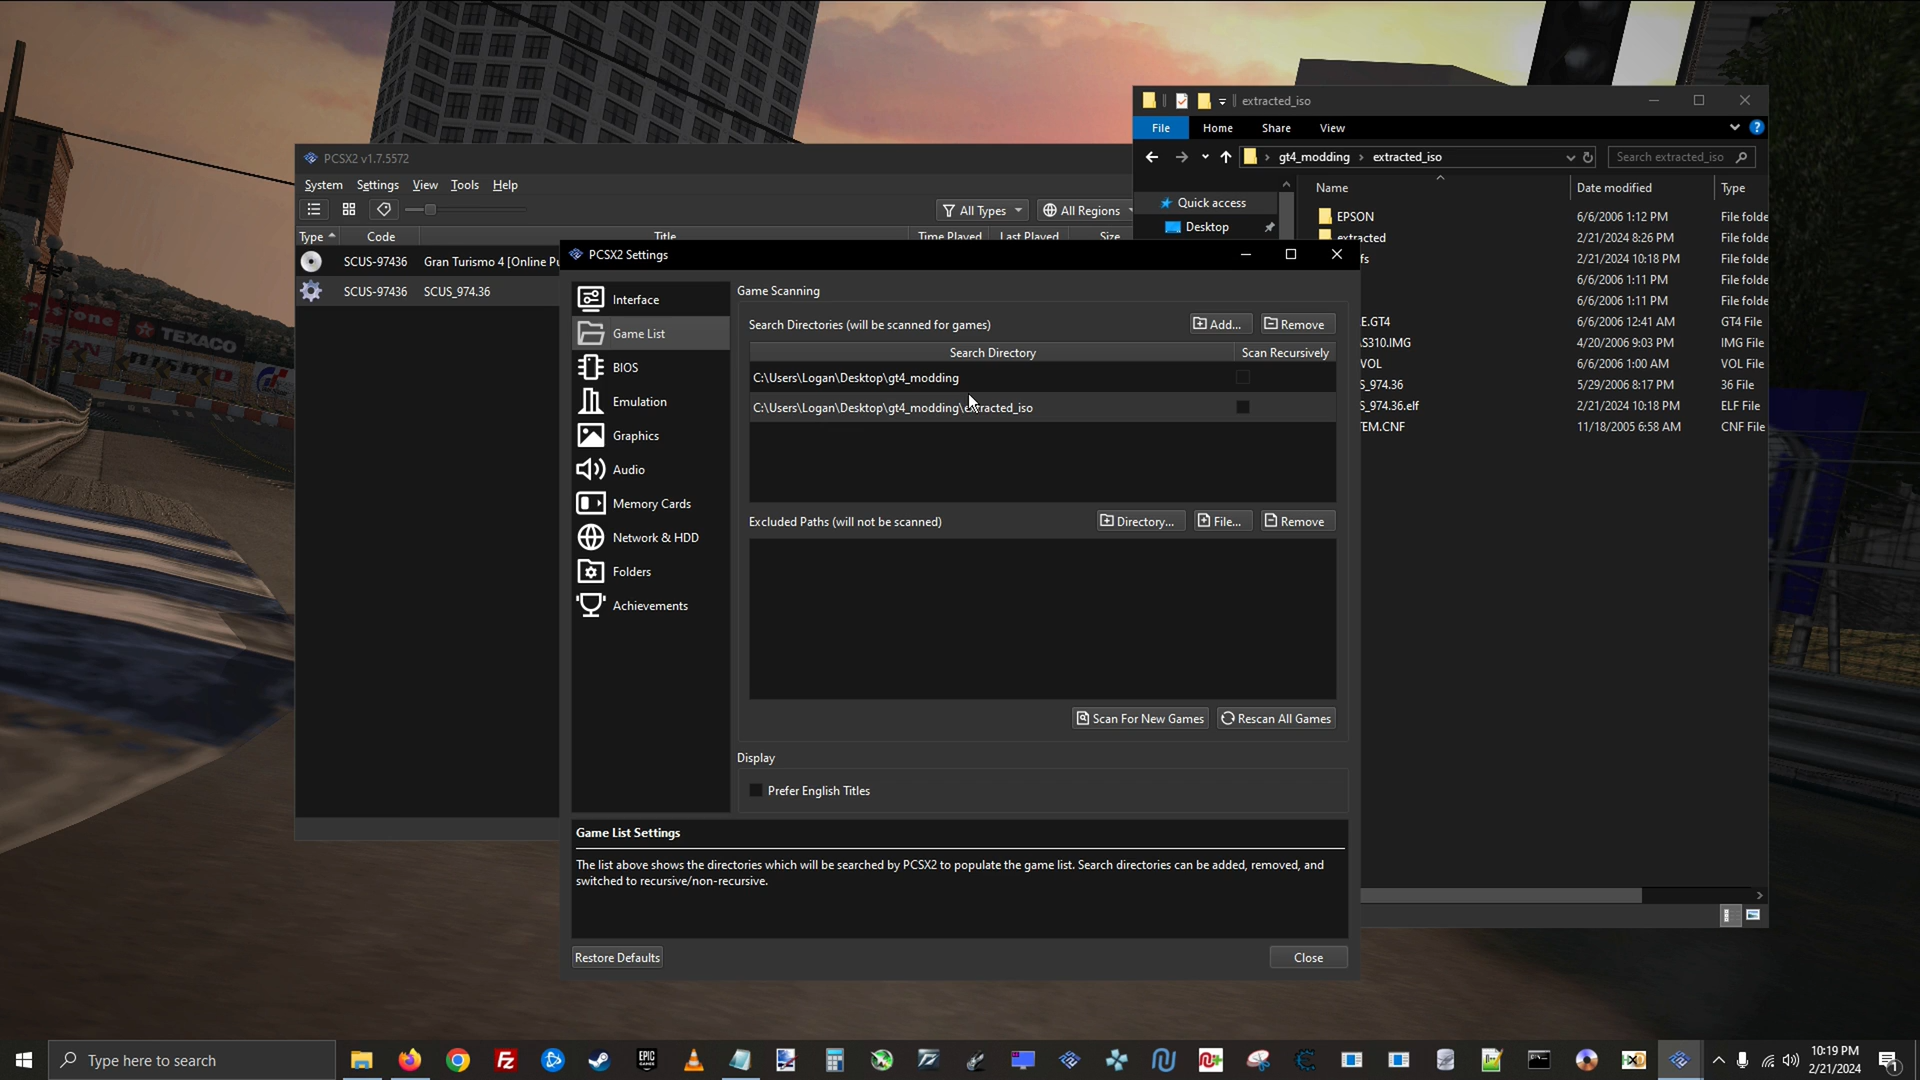 extracted_iso
File Home Share View
gt4_modding > extracted_iso
Search extracted_iso
Name Date modified Type
Quick access
Desktop
EPSON 6/6/2006 1:12 PM File folde
extracted 2/21/2024 8:26 PM File folde
fs 2/21/2024 10:18 PM File folde
6/6/2006 1:11 PM File folde
6/6/2006 1:11 PM File folde
E.GT4 6/6/2006 12:41 AM GT4 File
S310.IMG 4/20/2006 9:03 PM IMG File
VOL 6/6/2006 1:00 AM VOL File
S_974.36 5/29/2006 8:17 PM 36 File
S_974.36.elf 2/21/2024 10:18 PM ELF File
EM.CNF 11/18/2005 6:58 AM CNF File
PCSX2 v1.7.5572
System Settings View Tools Help
All Types All Regions
Type Code Title Time Played Last Played Size
SCUS-97436 Gran Turismo 4 [Online Pu
SCUS-97436 SCUS_974.36
PCSX2 Settings
Interface
Game List
BIOS
Emulation
Graphics
Audio
Memory Cards
Network & HDD
Folders
Achievements
Game Scanning
Search Directories (will be scanned for games) Add... Remove
Search Directory Scan Recursively
C:\Users\Logan\Desktop\gt4_modding
C:\Users\Logan\Desktop\gt4_modding\extracted_iso
Excluded Paths (will not be scanned) Directory... File... Remove
Scan For New Games Rescan All Games
Display
Prefer English Titles
Game List Settings
The list above shows the directories which will be searched by PCSX2 to populate the game list. Search directories can be added, removed, and
switched to recursive/non-recursive.
Restore Defaults Close
TEXACO
nismo
Type here to search
EPIC
GAMES
10:19 PM
2/21/2024
1